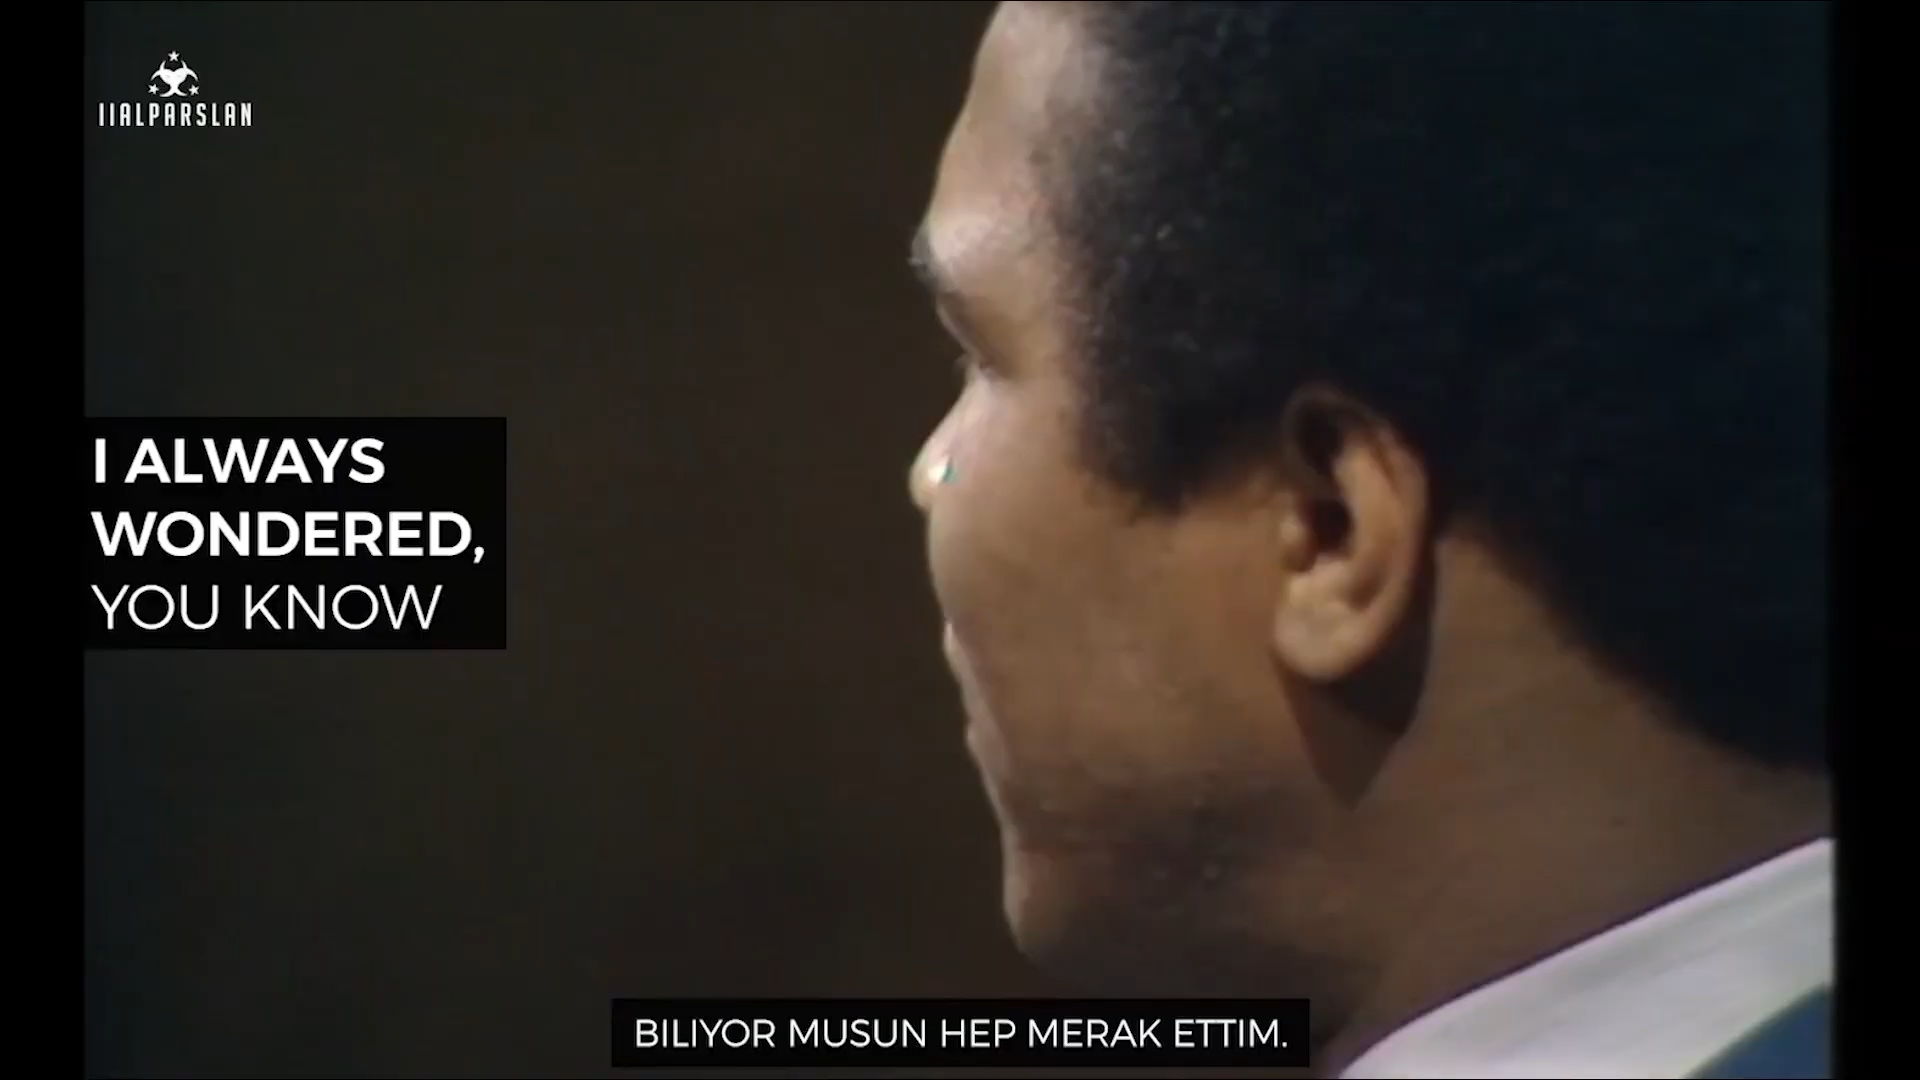 IIALPARSLAN
I ALWAYS
WONDERED,
YOU KNOW
BILIYOR MUSUN HEP MERAK ETTIM.